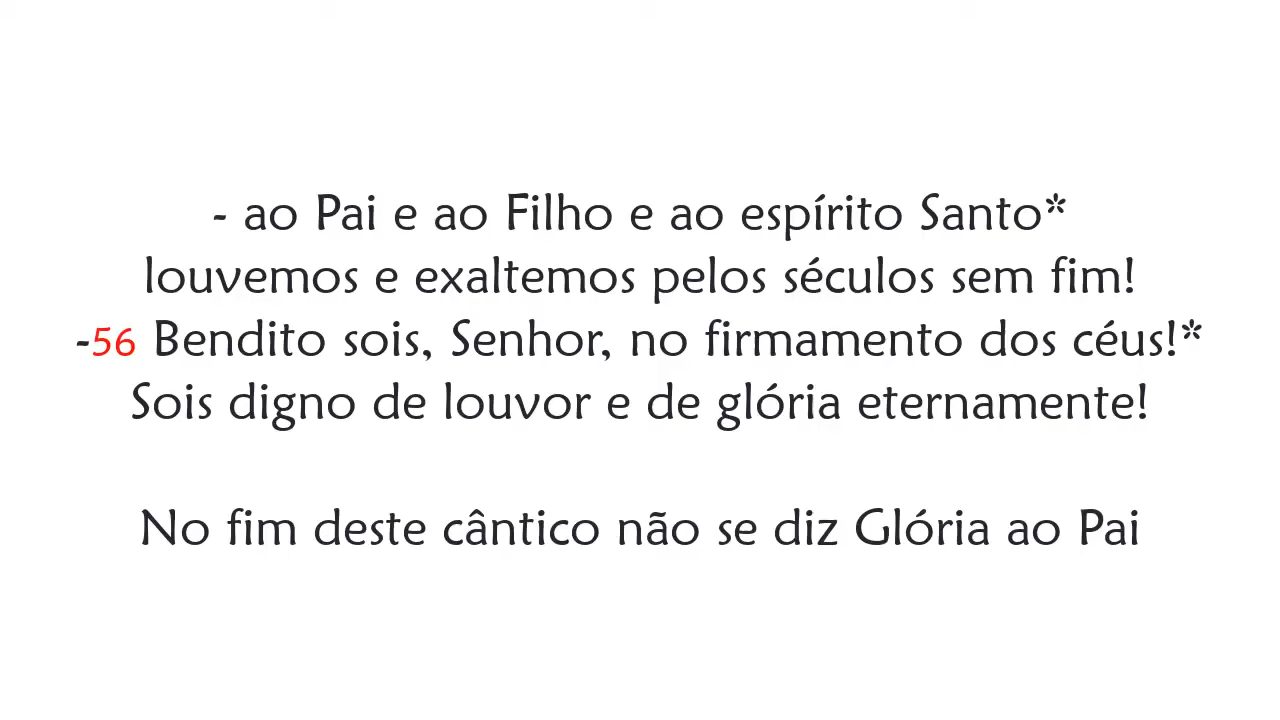 - ao Pai e ao Filho e ao espírito Santo*
louvemos e exaltemos pelos séculos sem fim!
-56 Bendito sois, Senhor, no firmamento dos céus!*
Sois digno de louvor e de glória eternamente!
No fim deste cântico não se diz Glória ao Pai